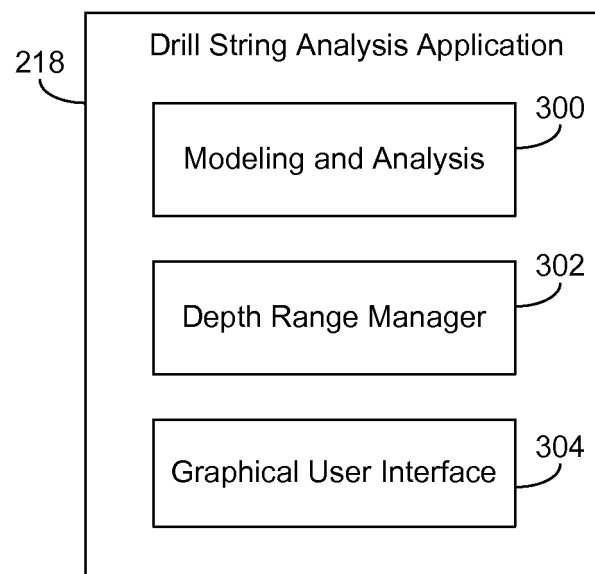 Drill String Analysis Application
218
300
Modeling and Analysis
302
Depth Range Manager
304
Graphical User Interface